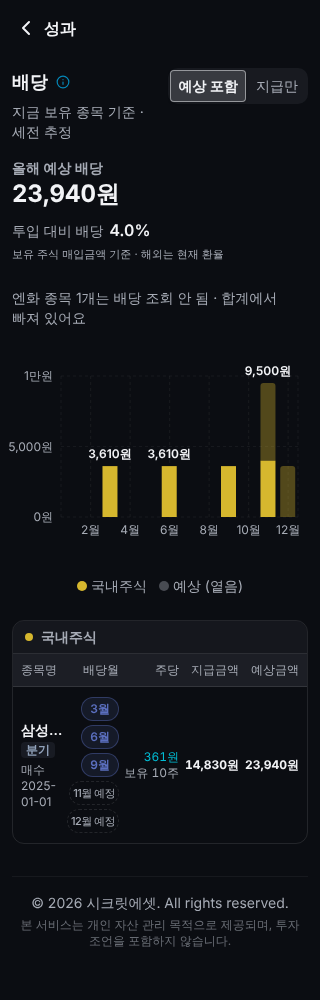 성과
배당
예상 포함
지급만
지금 보유 종목 기준 ·
세전 추정
올해 예상 배당
23,940원
투입 대비 배당 4.0%
보유 주식 매입금액 기준 · 해외는 현재 환율
엔화 종목 1개는 배당 조회 안 됨 · 합계에서
빠져 있어요
9,500원
1만원
3,610원 3,610원
5,000원
0원
2월 4월 6월 8월 10월 12월
국내주식 예상 (옅음)
국내주식
종목명 배당월 주당 지급금액 예상금액
삼성...
분기
매수
2025-
01-01
3월
6월
9월
11월 예정
12월 예정
361원
보유 10주
14,830원
23,940원
© 2026 시크릿에셋. All rights reserved.
본 서비스는 개인 자산 관리 목적으로 제공되며, 투자
조언을 포함하지 않습니다.